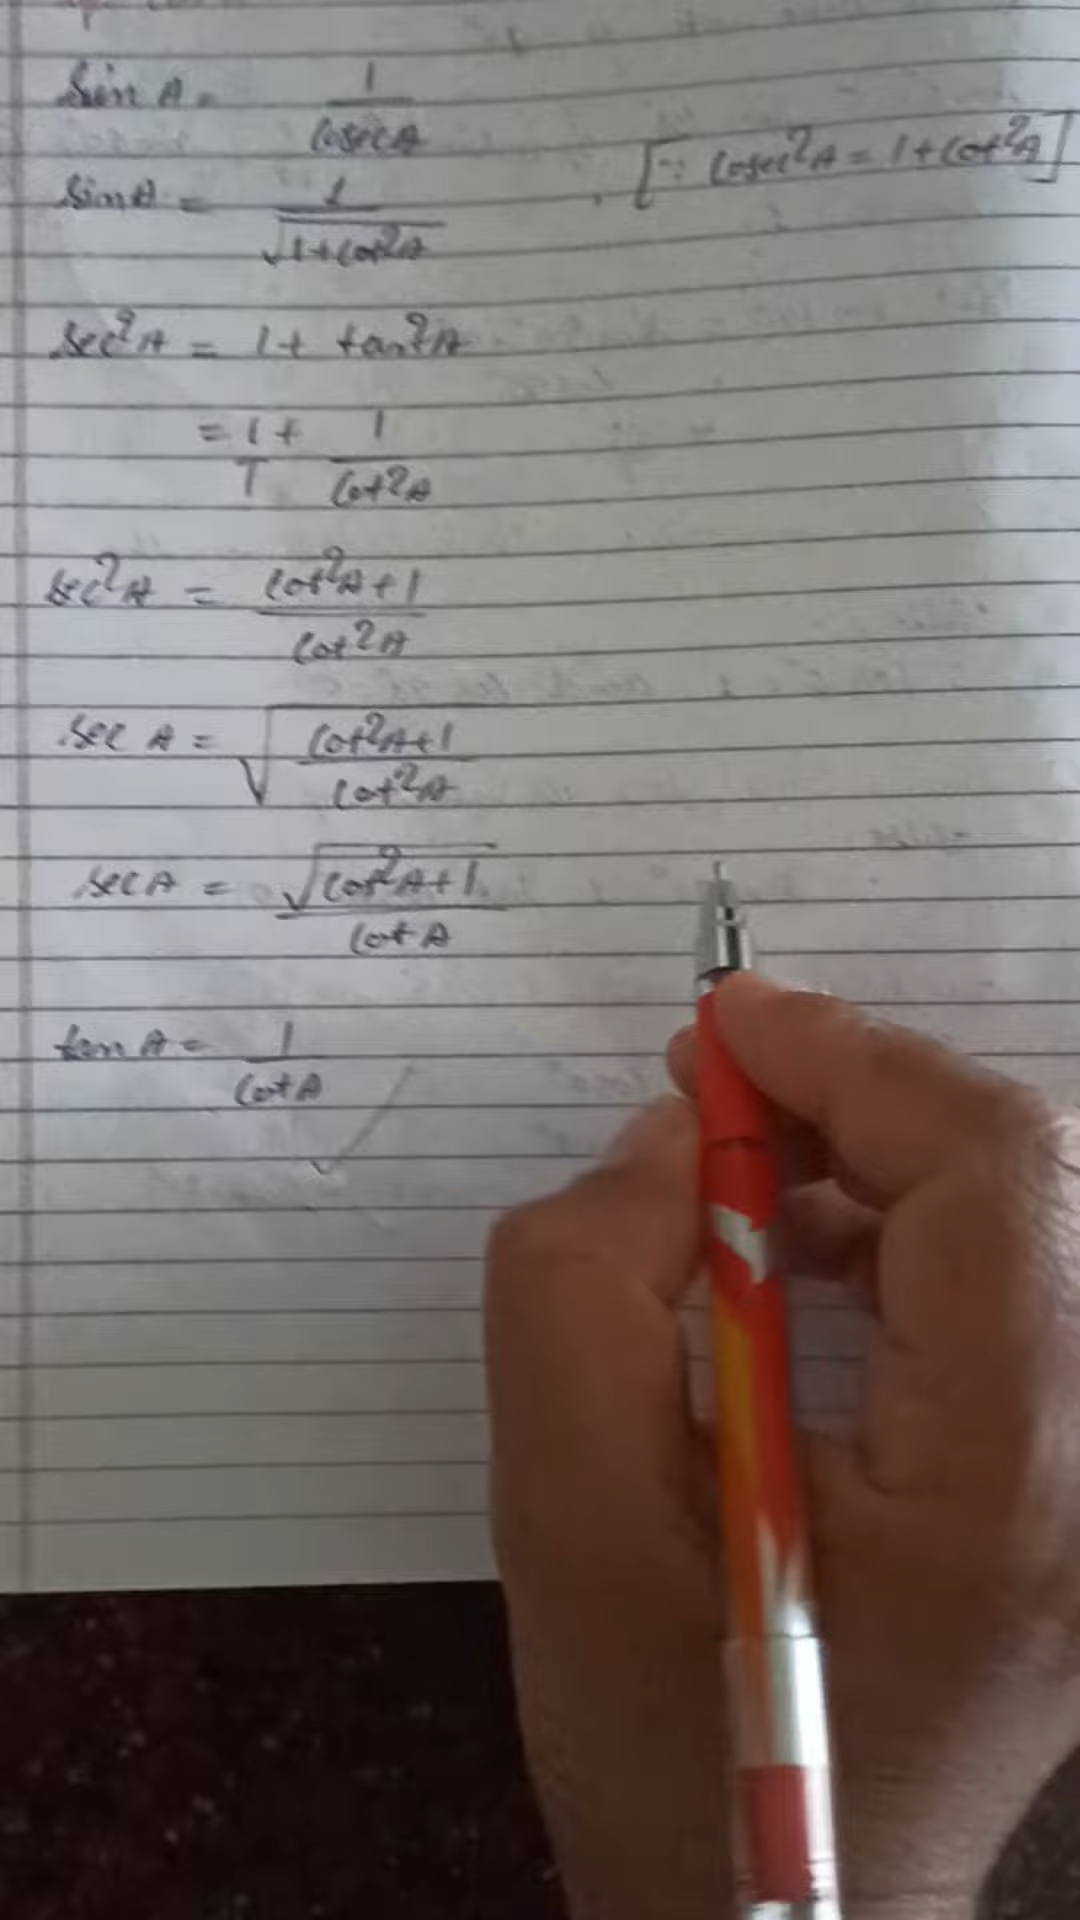 sin A = 1/cosec A
sin A = 1/√(1+cot²A) [∵ cosec²A = 1+cot²A]
sec²A = 1+ tan²A
= 1/1 + 1/cot²A
sec²A = (cot²A+1)/cot²A
sec A = √((cot²A+1)/cot²A)
sec A = √(cot²A+1)/cot A
tan A = 1/cot A